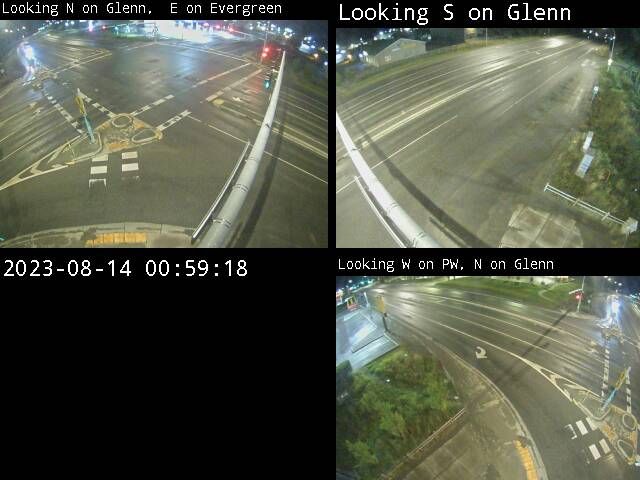 Looking N on Glenn, E on Evergreen
Looking S on Glenn
2023-08-14 00:59:18
Looking W on PW, N on Glenn